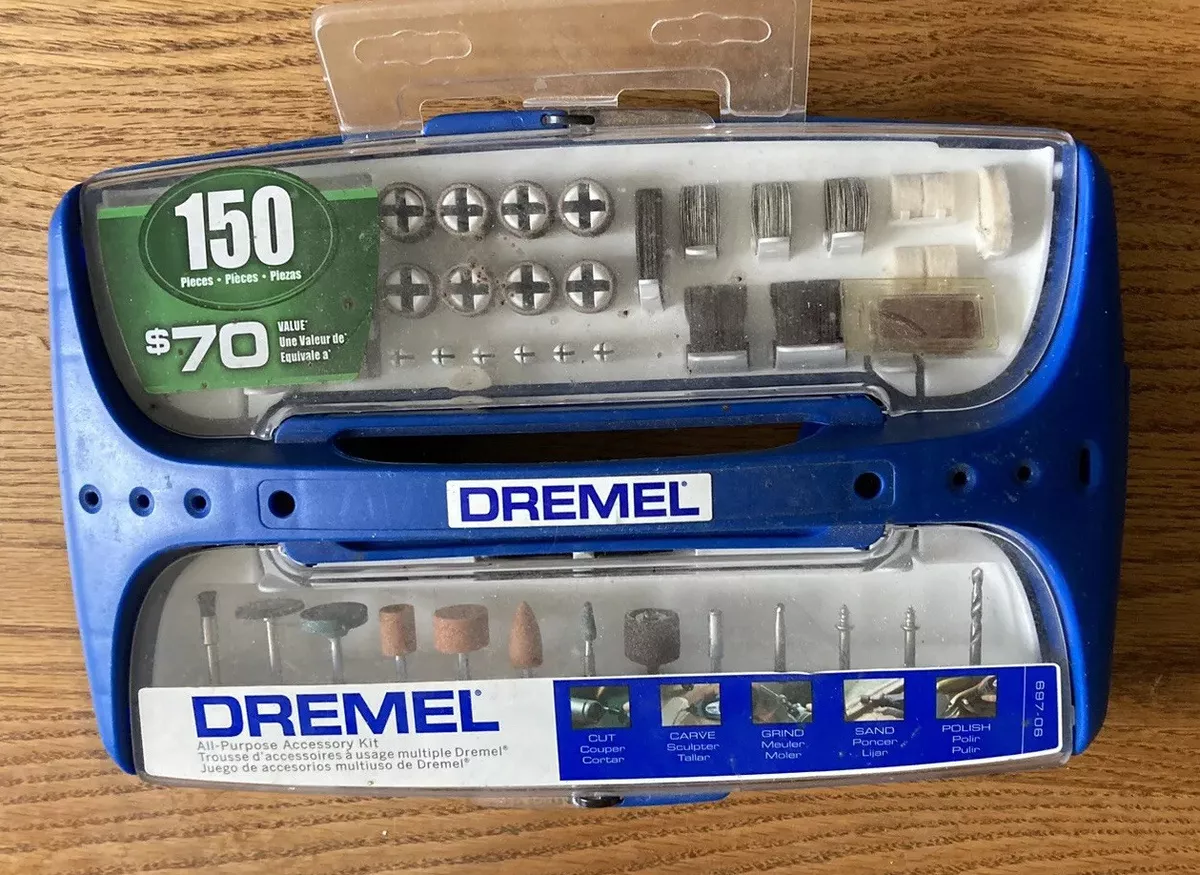 150
Pieces • Pièces • Piezas
$70
VALUE*
Une Valeur de*
Equivale a*
DREMEL®
DREMEL®
All-Purpose Accessory Kit
Trousse d'accessoires à usage multiple Dremel®
Juego de accesorios multiuso de Dremel®
CUT
Couper
Cortar
CARVE
Sculpter
Tallar
GRIND
Meuler
Moler
SAND
Poncer
Lijar
POLISH
Polir
Pulir
697-06